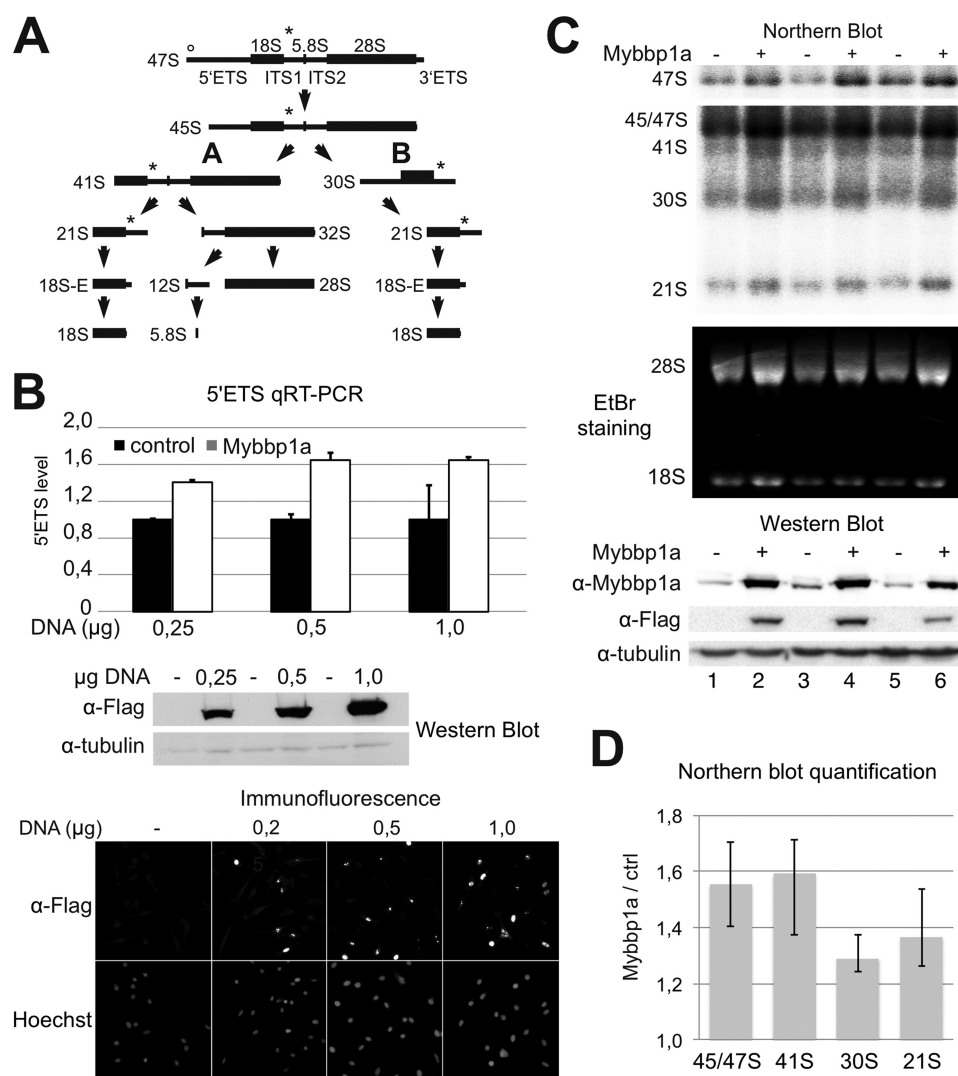 A
47S ° 18S * 5.8S 28S
5'ETS ITS1 ITS2 3'ETS
45S *
A B
41S * 30S *
21S * 32S 21S *
18S-E 12S 28S 18S-E
18S 5.8S 18S
B
5'ETS qRT-PCR
2,0
control Mybbp1a
1,6
1,2
0,8
0,4
0
5'ETS level
DNA (µg) 0,25 0,5 1,0
µg DNA - 0,25 - 0,5 - 1,0
α-Flag
α-tubulin
Western Blot
Immunofluorescence
DNA (µg) - 0,2 0,5 1,0
5
α-Flag
Hoechst
C
Northern Blot
Mybbp1a - + - + - +
47S
45/47S
41S
30S
21S
28S
EtBr
staining
18S
Western Blot
Mybbp1a - + - + - +
α-Mybbp1a
α-Flag
α-tubulin
1 2 3 4 5 6
D
Northern blot quantification
1,8
1,6
1,4
1,2
1,0
Mybbp1a / ctrl
45/47S 41S 30S 21S